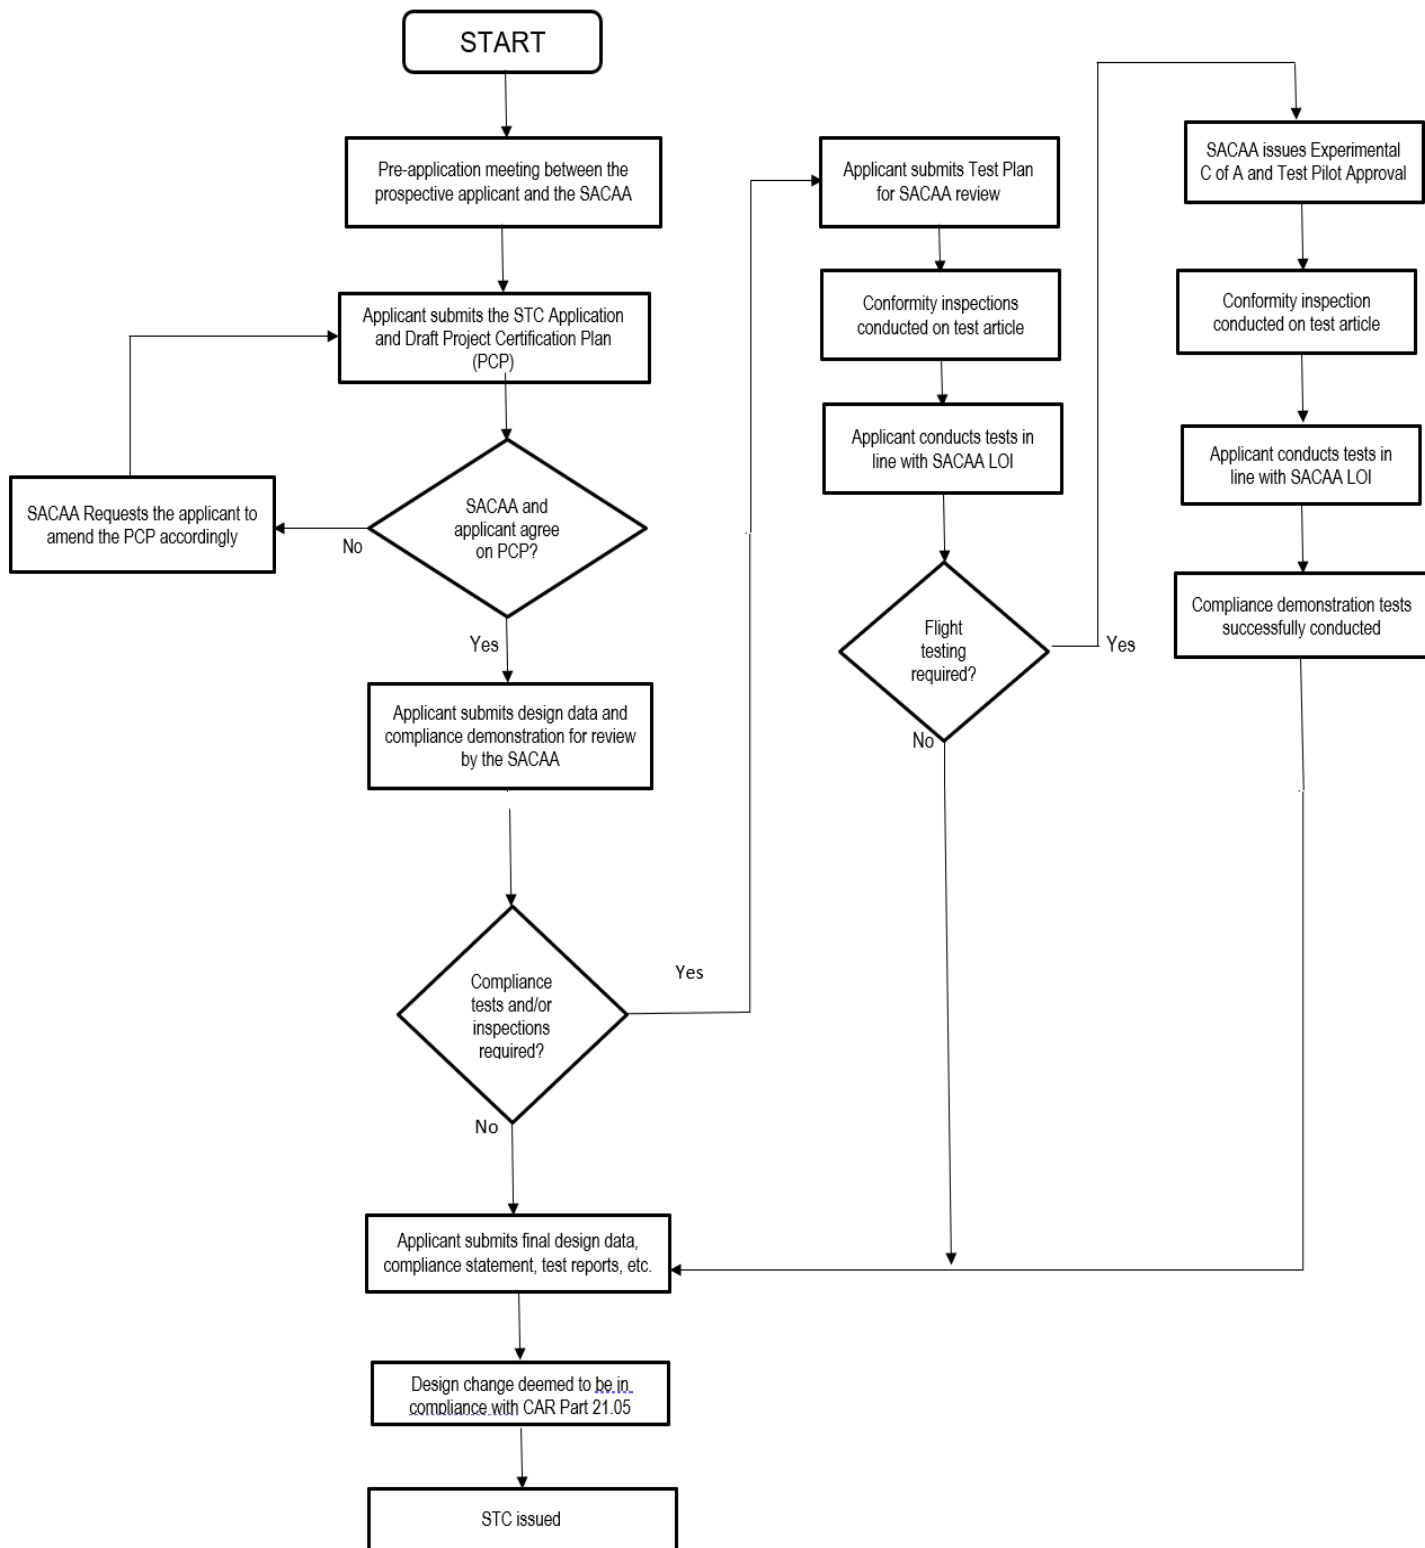 START
Pre-application meeting between the
prospective applicant and the SACAA
Applicant submits the STC Application
and Draft Project Certification Plan
(PCP)
SACAA and
applicant agree
on PCP?
No
SACAA Requests the applicant to
amend the PCP accordingly
Yes
Applicant submits design data and
compliance demonstration for review
by the SACAA
Compliance
tests and/or
inspections
required?
Yes
No
Applicant submits final design data,
compliance statement, test reports, etc.
Design change deemed to be in
compliance with CAR Part 21.05
STC issued
Applicant submits Test Plan
for SACAA review
Conformity inspections
conducted on test article
Applicant conducts tests in
line with SACAA LOI
Flight
testing
required?
Yes
No
SACAA issues Experimental
C of A and Test Pilot Approval
Conformity inspection
conducted on test article
Applicant conducts tests in
line with SACAA LOI
Compliance demonstration tests
successfully conducted